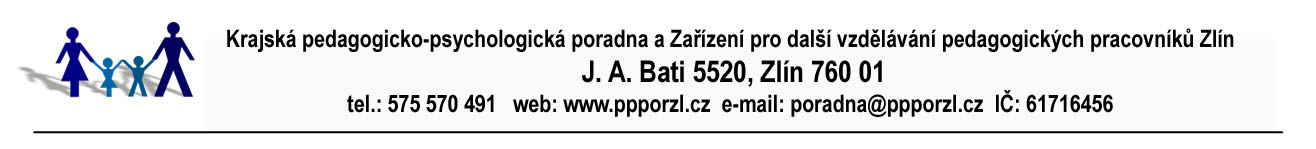 Krajská pedagogicko-psychologická poradna a Zařízení pro další vzdělávání pedagogických pracovníků Zlín
J. A. Bati 5520, Zlín 760 01
tel.: 575 570 491   web: www.ppporzl.cz  e-mail: poradna@ppporzl.cz  IČ: 61716456